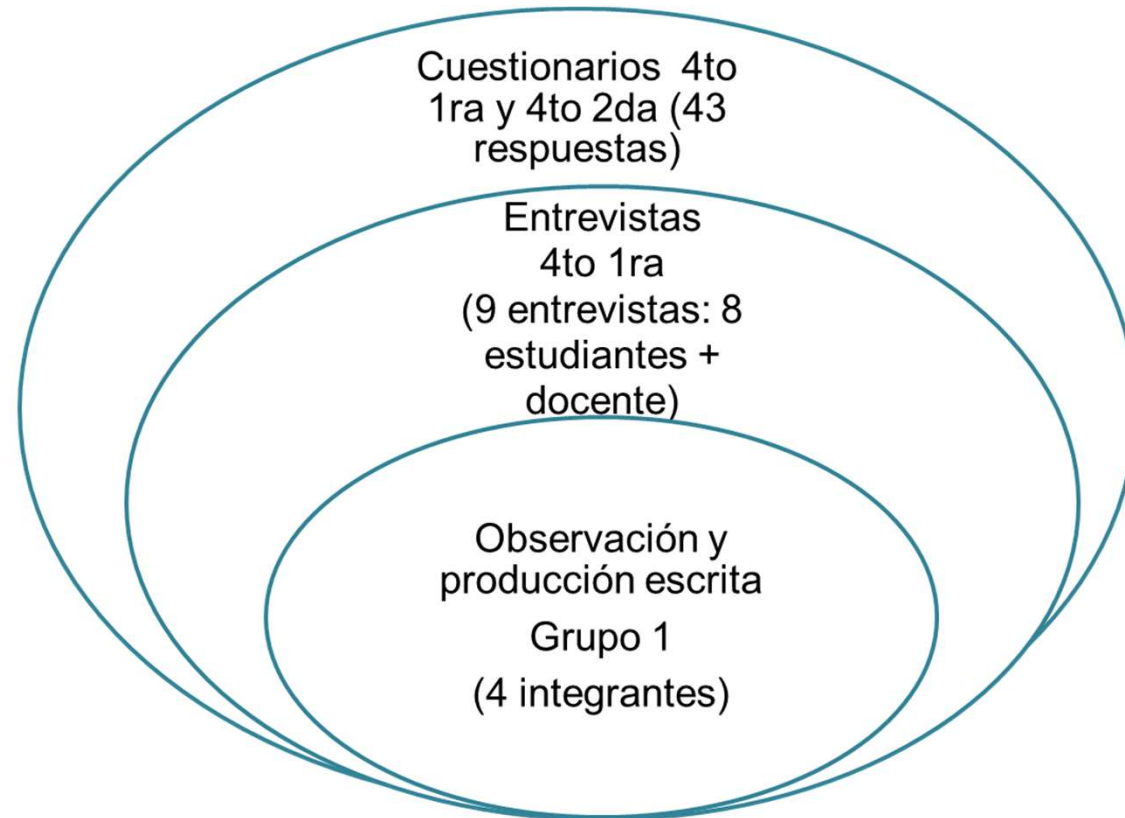 Cuestionarios 4to
1ra y 4to 2da (43
respuestas)
Entrevistas
4to 1ra
(9 entrevistas: 8
estudiantes +
docente)
Observación y
producción escrita
Grupo 1
(4 integrantes)